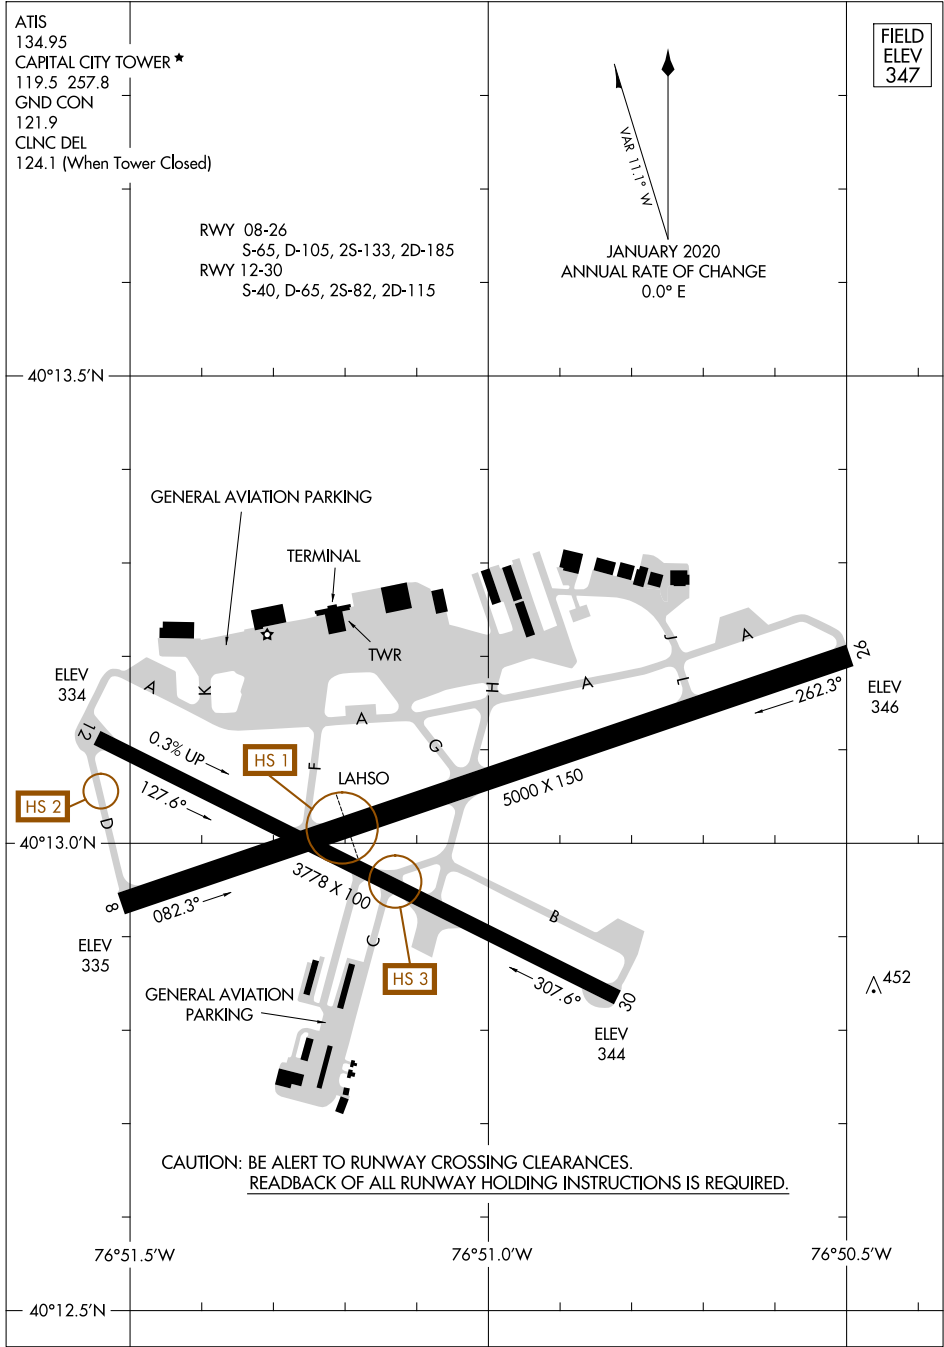 ATIS
134.95
CAPITAL CITY TOWER ★
119.5 257.8
GND CON
121.9
CLNC DEL
124.1 (When Tower Closed)
FIELD
ELEV
347
VAR 11.1° W
JANUARY 2020
ANNUAL RATE OF CHANGE
0.0° E
RWY 08-26
S-65, D-105, 2S-133, 2D-185
RWY 12-30
S-40, D-65, 2S-82, 2D-115
40°13.5'N
GENERAL AVIATION PARKING
TERMINAL
TWR
J
A
26
ELEV
334
A
K
H
A
L
262.3°
ELEV
346
12
0.3% UP
A
G
HS 1
F
LAHSO
5000 X 150
127.6°
HS 2
D
40°13.0'N
3778 X 100
8
082.3°
B
C
ELEV
335
HS 3
307.6°
30
452
GENERAL AVIATION
PARKING
ELEV
344
CAUTION: BE ALERT TO RUNWAY CROSSING CLEARANCES.
READBACK OF ALL RUNWAY HOLDING INSTRUCTIONS IS REQUIRED.
76°51.5'W
76°51.0'W
76°50.5'W
40°12.5'N